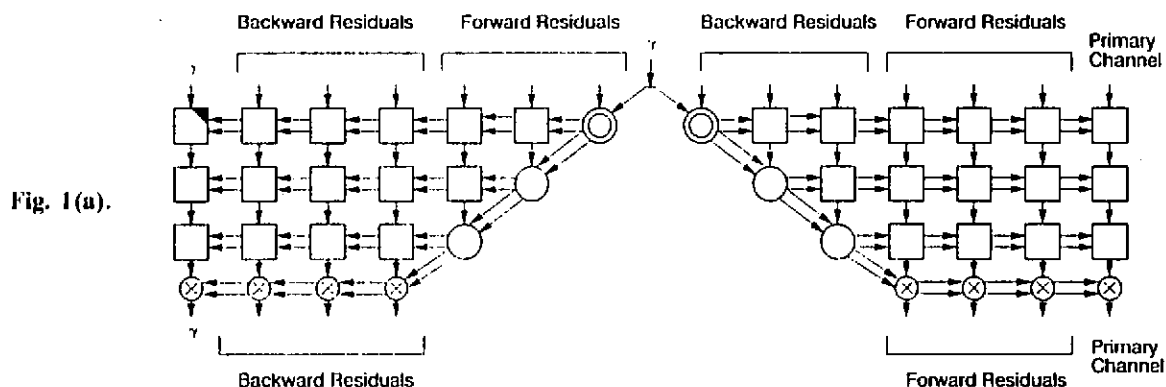 Backward Residuals Forward Residuals γ Backward Residuals Forward Residuals Primary
Channel
γ
Fig. 1(a).
γ
Backward Residuals Forward Residuals Primary
Channel